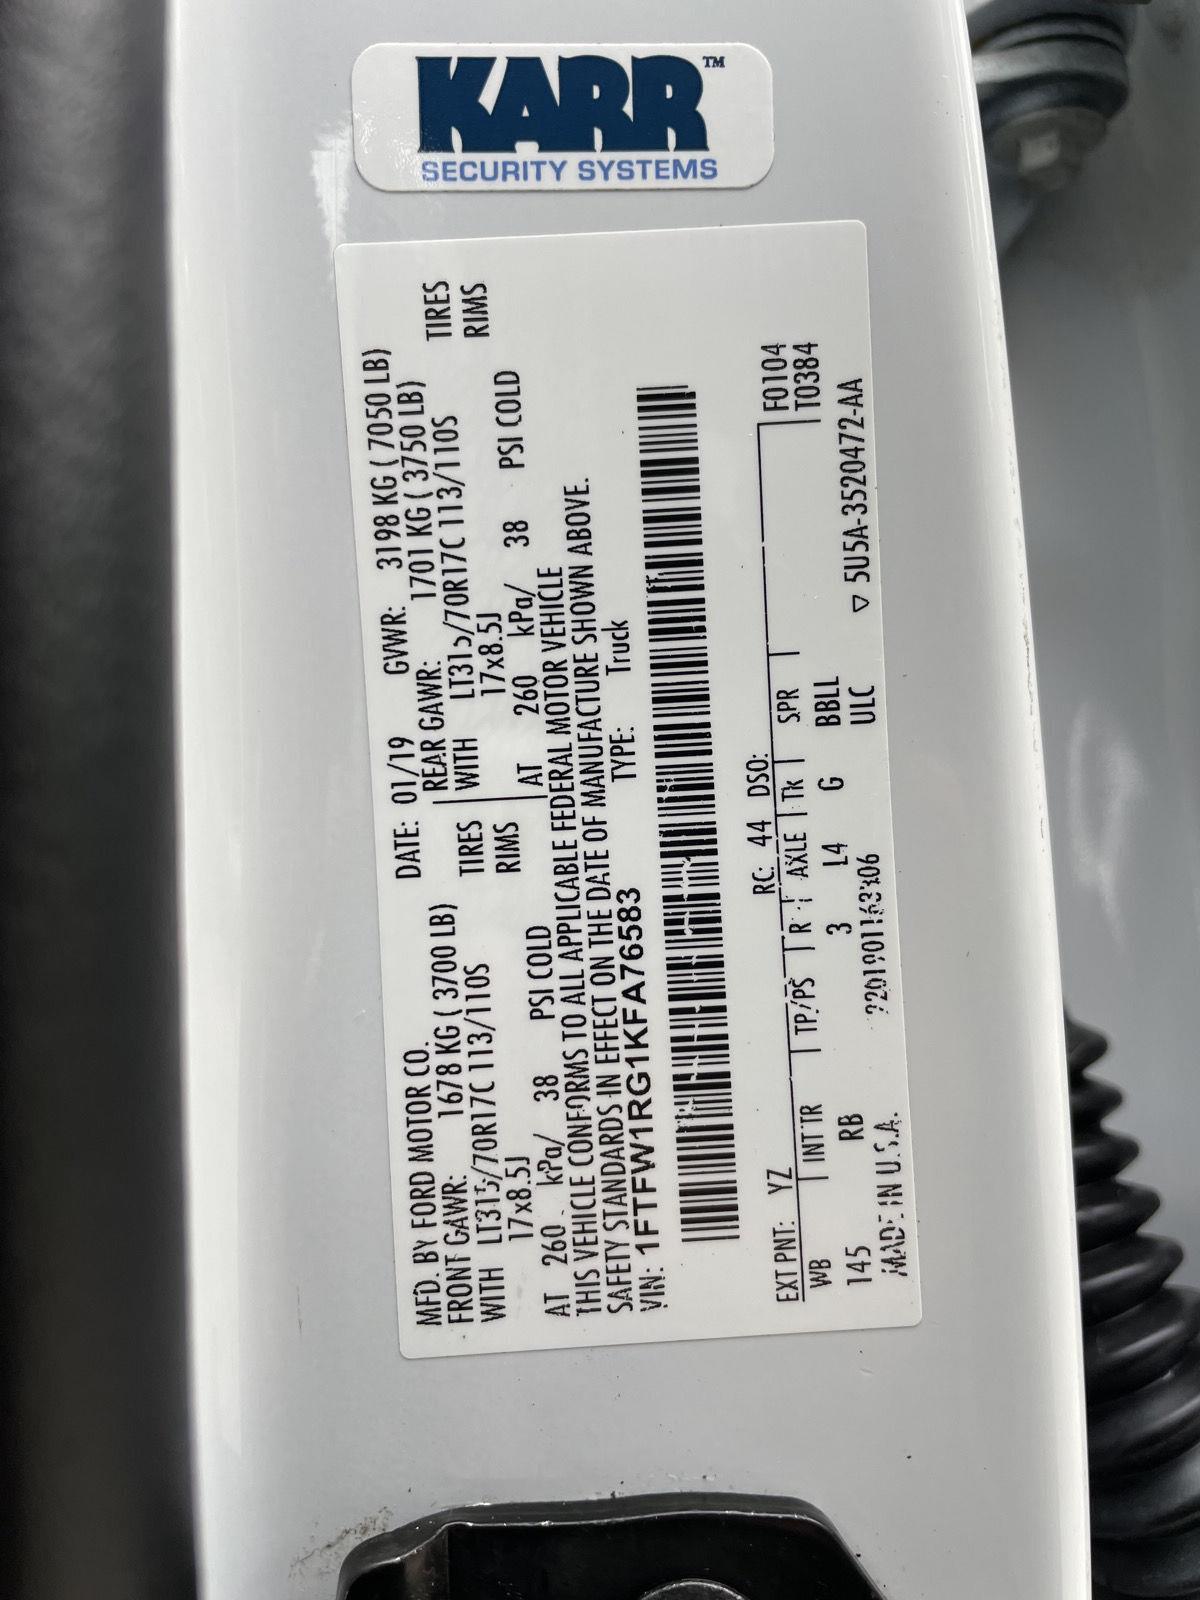 KARR™
SECURITY SYSTEMS
MFD. BY FORD MOTOR CO.
DATE: 01/19 GVWR: 3198 KG ( 7050 LB)
FRONT GAWR: 1678 KG ( 3700 LB)
REAR GAWR: 1701 KG ( 3750 LB)
WITH LT315/70R17C 113/110S TIRES
WITH LT315/70R17C 113/110S TIRES
17x8.5J RIMS
17x8.5J RIMS
AT 260 kPa/ 38 PSI COLD
AT 260 kPa/ 38 PSI COLD
THIS VEHICLE CONFORMS TO ALL APPLICABLE FEDERAL MOTOR VEHICLE
SAFETY STANDARDS IN EFFECT ON THE DATE OF MANUFACTURE SHOWN ABOVE.
VIN: 1FTFW1RG1KFA76583 TYPE: Truck
EXT PNT: YZ RC: 44 DSO: F0104
WB INT TR TP/PS R AXLE TR SPR T0384
145 RB 3 L4 G BBLL
ULC
MADE IN U.S.A. ▽ 5U5A-3520472-AA